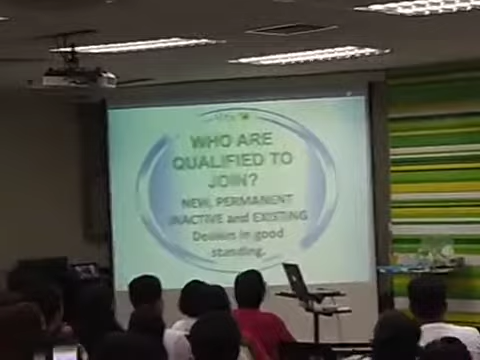 WHO ARE
QUALIFIED TO
JOIN?
NEW, PERMANENT
INACTIVE and EXISTING
Dealers in good
standing.